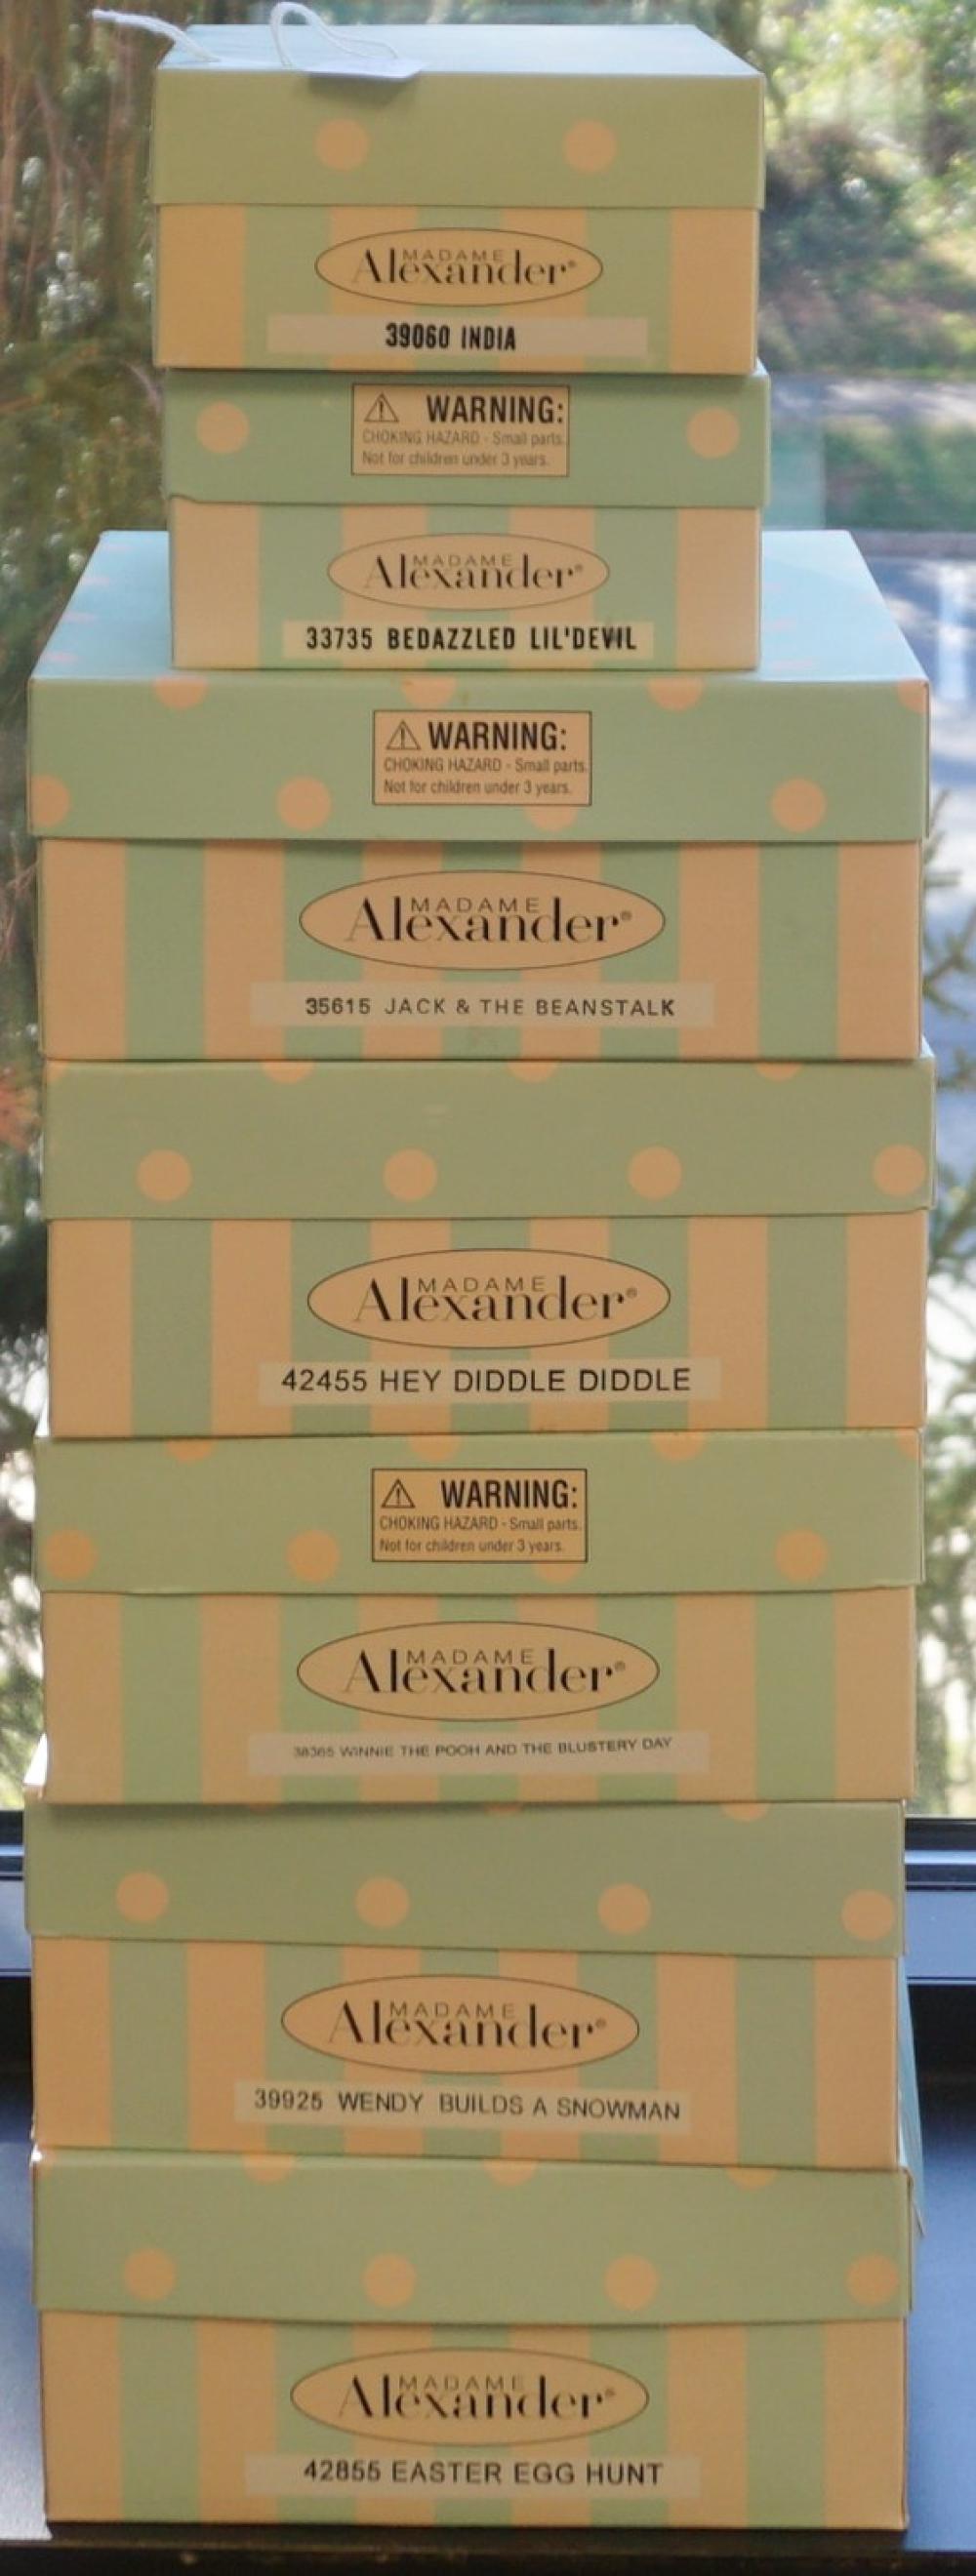 MADAME
Alexander®
39060 INDIA
⚠ WARNING:
CHOKING HAZARD - Small parts.
Not for children under 3 years.
MADAME
Alexander®
33735 BEDAZZLED LIL'DEVIL
⚠ WARNING:
CHOKING HAZARD - Small parts.
Not for children under 3 years.
MADAME
Alexander®
35615 JACK & THE BEANSTALK
MADAME
Alexander®
42455 HEY DIDDLE DIDDLE
⚠ WARNING:
CHOKING HAZARD - Small parts.
Not for children under 3 years.
MADAME
Alexander®
38365 WINNIE THE POOH AND THE BLUSTERY DAY
MADAME
Alexander®
39925 WENDY BUILDS A SNOWMAN
MADAME
Alexander®
42855 EASTER EGG HUNT